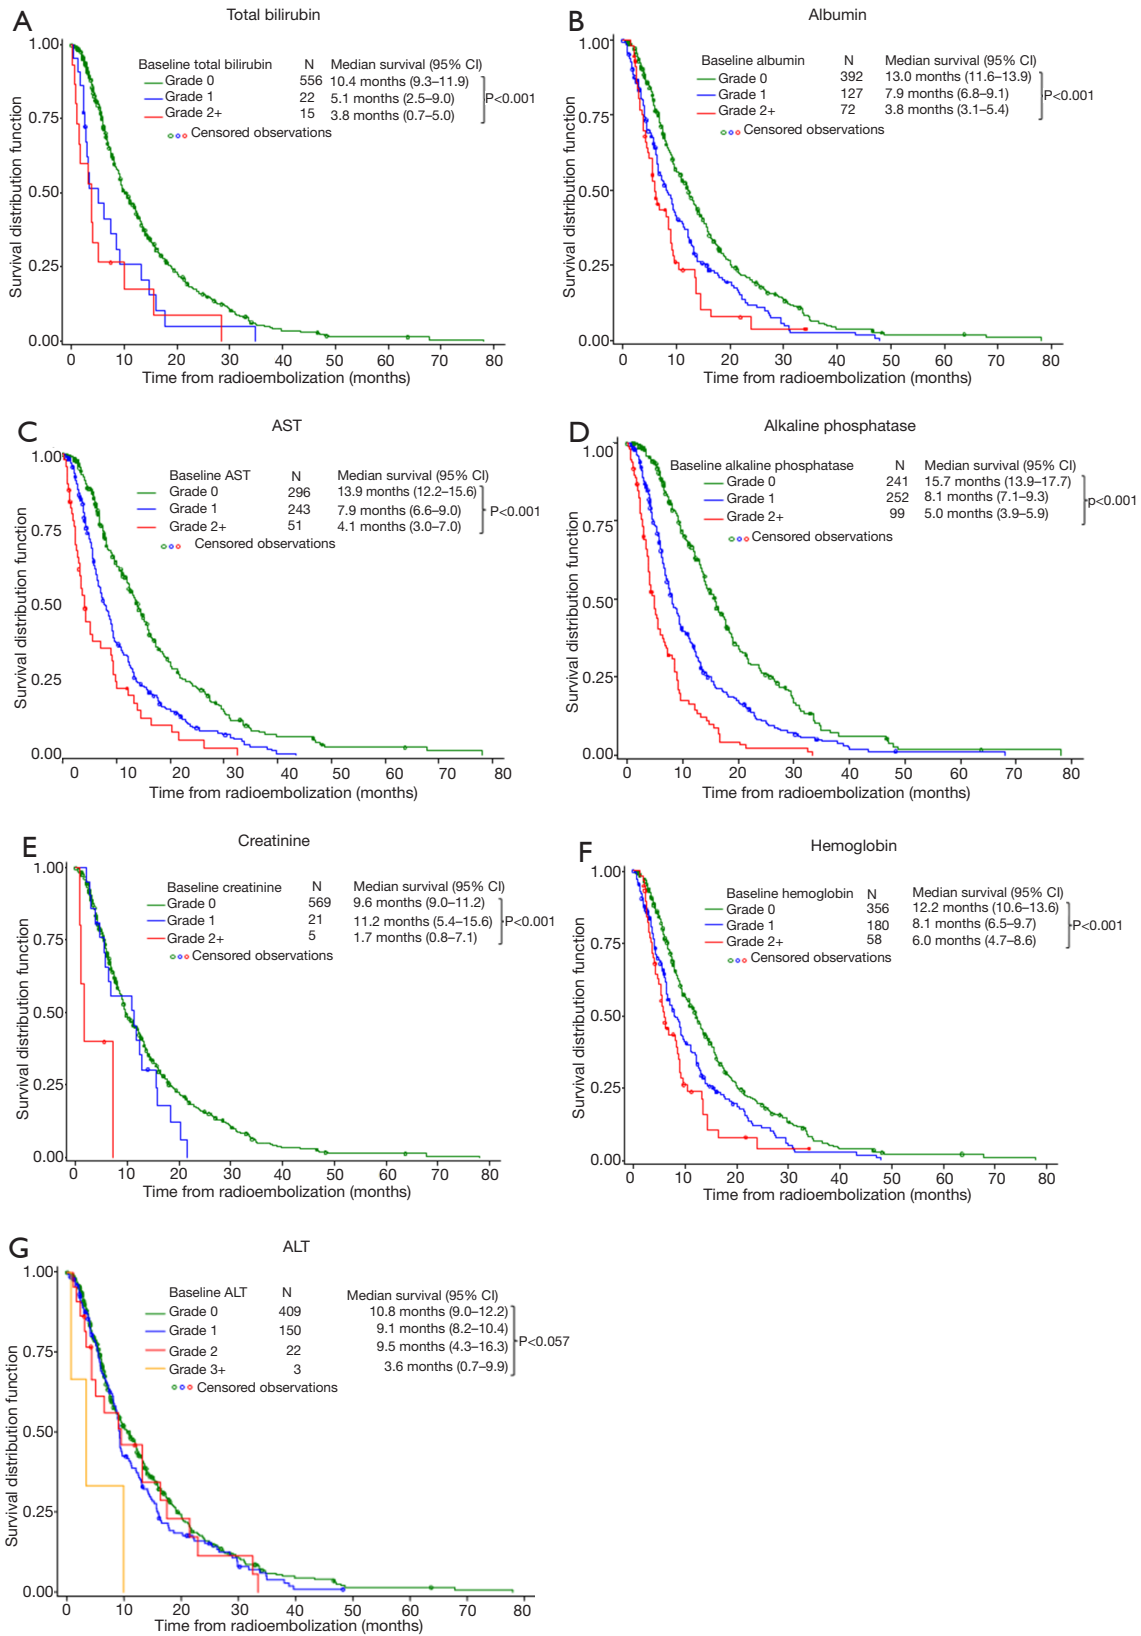 A
Total bilirubin
Baseline total bilirubin N Median survival (95% CI)
Grade 0 556 10.4 months (9.3–11.9)
Grade 1 22 5.1 months (2.5–9.0)
Grade 2+ 15 3.8 months (0.7–5.0)
P<0.001
Censored observations
Survival distribution function
1.00
0.75
0.50
0.25
0.00
0 10 20 30 40 50 60 70 80
Time from radioembolization (months)
B
Albumin
Baseline albumin N Median survival (95% CI)
Grade 0 392 13.0 months (11.6–13.9)
Grade 1 127 7.9 months (6.8–9.1)
Grade 2+ 72 3.8 months (3.1–5.4)
P<0.001
Censored observations
Survival distribution function
1.00
0.75
0.50
0.25
0.00
0 10 20 30 40 50 60 70 80
Time from radioembolization (months)
C
AST
Baseline AST N Median survival (95% CI)
Grade 0 296 13.9 months (12.2–15.6)
Grade 1 243 7.9 months (6.6–9.0)
Grade 2+ 51 4.1 months (3.0–7.0)
P<0.001
Censored observations
Survival distribution function
1.00
0.75
0.50
0.25
0.00
0 10 20 30 40 50 60 70 80
Time from radioembolization (months)
D
Alkaline phosphatase
Baseline alkaline phosphatase N Median survival (95% CI)
Grade 0 241 15.7 months (13.9–17.7)
Grade 1 252 8.1 months (7.1–9.3)
Grade 2+ 99 5.0 months (3.9–5.9)
p<0.001
Censored observations
Survival distribution function
1.00
0.75
0.50
0.25
0.00
0 10 20 30 40 50 60 70 80
Time from radioembolization (months)
E
Creatinine
Baseline creatinine N Median survival (95% CI)
Grade 0 569 9.6 months (9.0–11.2)
Grade 1 21 11.2 months (5.4–15.6)
Grade 2+ 5 1.7 months (0.8–7.1)
P<0.001
Censored observations
Survival distribution function
1.00
0.75
0.50
0.25
0.00
0 10 20 30 40 50 60 70 80
Time from radioembolization (months)
F
Hemoglobin
Baseline hemoglobin N Median survival (95% CI)
Grade 0 356 12.2 months (10.6–13.6)
Grade 1 180 8.1 months (6.5–9.7)
Grade 2+ 58 6.0 months (4.7–8.6)
P<0.001
Censored observations
Survival distribution function
1.00
0.75
0.50
0.25
0.00
0 10 20 30 40 50 60 70 80
Time from radioembolization (months)
G
ALT
Baseline ALT N Median survival (95% CI)
Grade 0 409 10.8 months (9.0–12.2)
Grade 1 150 9.1 months (8.2–10.4)
Grade 2 22 9.5 months (4.3–16.3)
Grade 3+ 3 3.6 months (0.7–9.9)
P<0.057
Censored observations
Survival distribution function
1.00
0.75
0.50
0.25
0.00
0 10 20 30 40 50 60 70 80
Time from radioembolization (months)